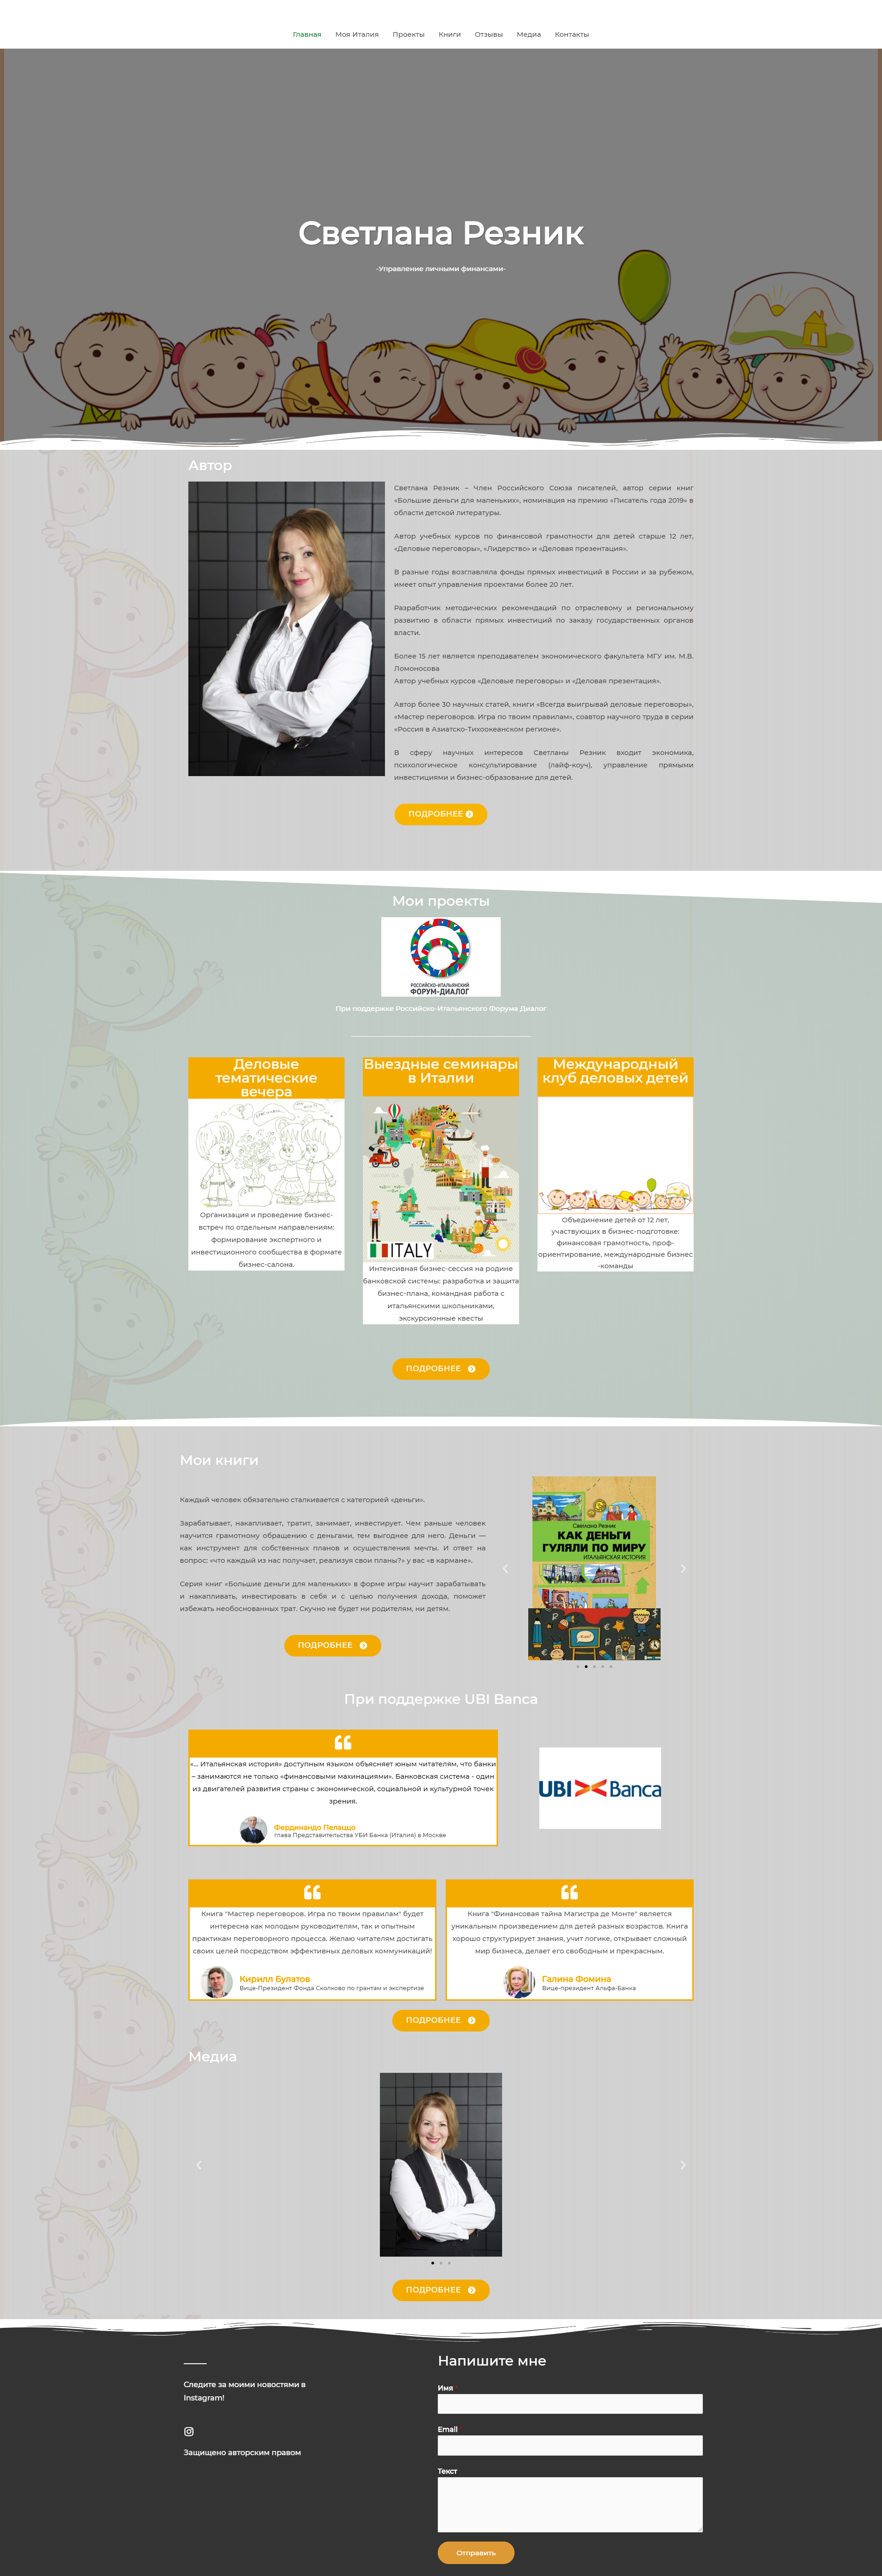 Главная Моя Италия Проекты Книги Отзывы Медиа Контакты
Светлана Резник
-Управление личными финансами-
Автор
Светлана Резник – Член Российского Союза писателей, автор серии книг
«Большие деньги для маленьких», номинация на премию «Писатель года 2019» в
области детской литературы.
Автор учебных курсов по финансовой грамотности для детей старше 12 лет,
«Деловые переговоры», «Лидерство» и «Деловая презентация».
В разные годы возглавляла фонды прямых инвестиций в России и за рубежом,
имеет опыт управления проектами более 20 лет.
Разработчик методических рекомендаций по отраслевому и региональному
развитию в области прямых инвестиций по заказу государственных органов
власти.
Более 15 лет является преподавателем экономического факультета МГУ им. М.В.
Ломоносова
Автор учебных курсов «Деловые переговоры» и «Деловая презентация».
Автор более 30 научных статей, книги «Всегда выигрывай деловые переговоры»,
«Мастер переговоров. Игра по твоим правилам», соавтор научного труда в серии
«Россия в Азиатско-Тихоокеанском регионе».
В сферу научных интересов Светланы Резник входит экономика,
психологическое консультирование (лайф-коуч), управление прямыми
инвестициями и бизнес-образование для детей.
ПОДРОБНЕЕ
Мои проекты
РОССИЙСКО-ИТАЛЬЯНСКИЙ
ФОРУМ-ДИАЛОГ
При поддержке Российско-Итальянского Форума Диалог
Деловые
тематические
вечера
Организация и проведение бизнес-
встреч по отдельным направлениям:
формирование экспертного и
инвестиционного сообщества в формате
бизнес-салона.
Выездные семинары
в Италии
ITALY
Интенсивная бизнес-сессия на родине
банковской системы: разработка и защита
бизнес-плана, командная работа с
итальянскими школьниками,
экскурсионные квесты
Международный
клуб деловых детей
Объединение детей от 12 лет,
участвующих в бизнес-подготовке:
финансовая грамотность, проф-
ориентирование, международные бизнес
-команды
ПОДРОБНЕЕ
Мои книги
Каждый человек обязательно сталкивается с категорией «деньги».
Зарабатывает, накапливает, тратит, занимает, инвестирует. Чем раньше человек
научится грамотному обращению с деньгами, тем выгоднее для него. Деньги —
как инструмент для собственных планов и осуществления мечты. И ответ на
вопрос: «что каждый из нас получает, реализуя свои планы?» у вас «в кармане».
Серия книг «Большие деньги для маленьких» в форме игры научит зарабатывать
и накапливать, инвестировать в себя и с целью получения дохода, поможет
избежать необоснованных трат. Скучно не будет ни родителям, ни детям.
ПОДРОБНЕЕ
Светлана Резник
КАК ДЕНЬГИ
ГУЛЯЛИ ПО МИРУ
ИТАЛЬЯНСКАЯ ИСТОРИЯ
При поддержке UBI Banca
«... Итальянская история» доступным языком объясняет юным читателям, что банки
– занимаются не только «финансовыми махинациями». Банковская система - один
из двигателей развития страны с экономической, социальной и культурной точек
зрения.
Фердинандо Пелаццо
глава Представительства УБИ Банка (Италия) в Москве
UBI Banca
Книга "Мастер переговоров. Игра по твоим правилам" будет
интересна как молодым руководителям, так и опытным
практикам переговорного процесса. Желаю читателям достигать
своих целей посредством эффективных деловых коммуникаций!
Кирилл Булатов
Вице-Президент Фонда Сколково по грантам и экспертизе
Книга "Финансовая тайна Магистра де Монте" является
уникальным произведением для детей разных возрастов. Книга
хорошо структурирует знания, учит логике, открывает сложный
мир бизнеса, делает его свободным и прекрасным.
Галина Фомина
Вице-президент Альфа-Банка
ПОДРОБНЕЕ
Медиа
ПОДРОБНЕЕ
Следите за моими новостями в
Instagram!
Защищено авторским правом
Напишите мне
Имя
Email
Текст
Отправить